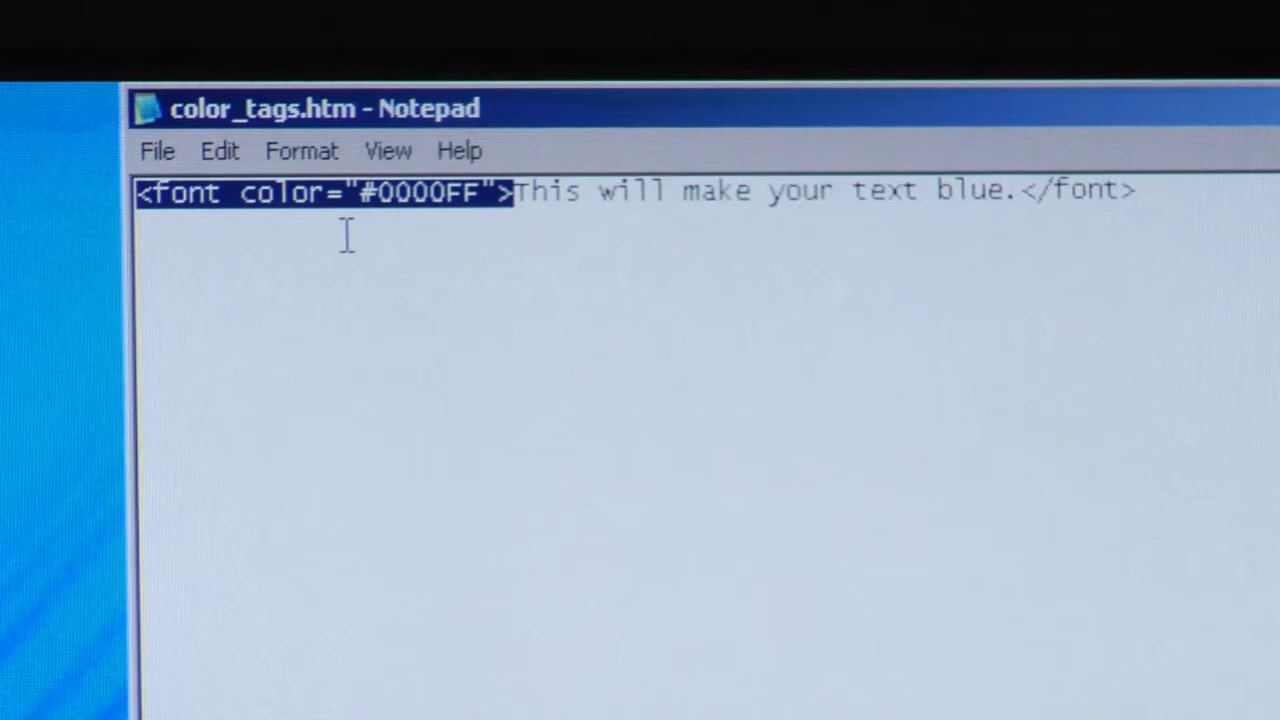 color_tags.htm - Notepad
File Edit Format View Help
<font color="#0000FF">This will make your text blue.</font>